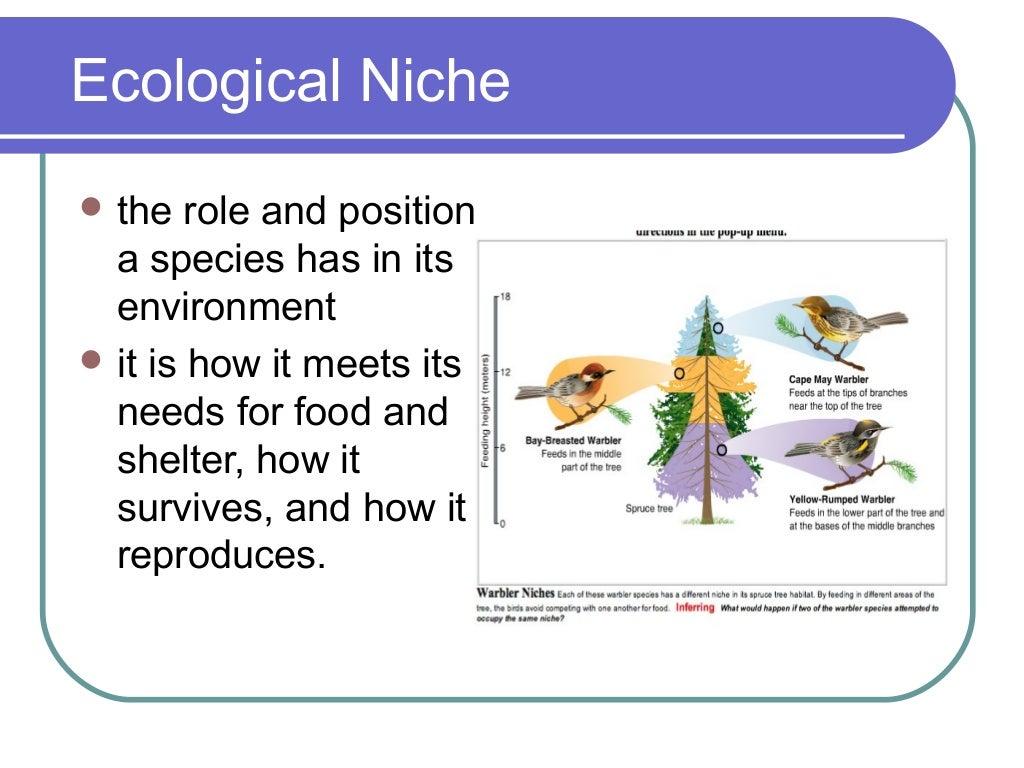 Ecological Niche
the role and position
a species has in its
environment
it is how it meets its
needs for food and
shelter, how it
survives, and how it
reproduces.
directions in the pop-up menu.
18
12
6
0
Feeding height (meters)
Cape May Warbler
Feeds at the tips of branches
near the top of the tree
Bay-Breasted Warbler
Feeds in the middle
part of the tree
Spruce tree
Yellow-Rumped Warbler
Feeds in the lower part of the tree and
at the bases of the middle branches
Warbler Niches Each of these warbler species has a different niche in its spruce tree habitat. By feeding in different areas of the
tree, the birds avoid competing with one another for food. Inferring What would happen if two of the warbler species attempted to
occupy the same niche?